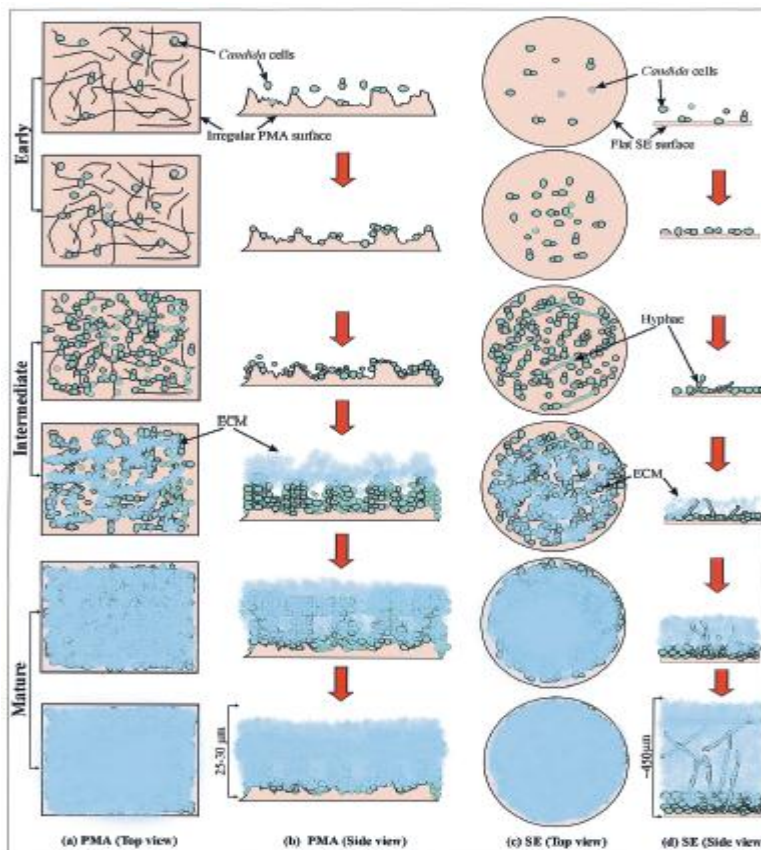 Candida cells
Irregular PMA surface
Candida cells
Flat SE surface
Early
Hyphae
Intermediate
ECM
ECM
Mature
25-30 μm
~450μm
(a) PMA (Top view)
(b) PMA (Side view)
(c) SE (Top view)
(d) SE (Side view